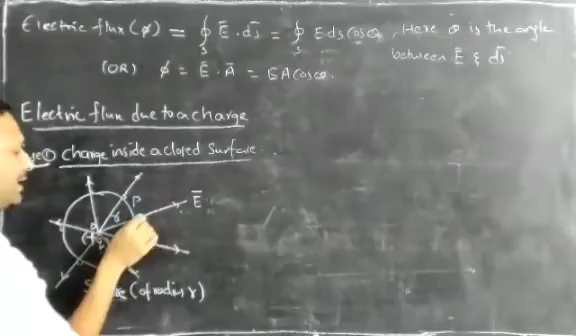 Electric flux (φ) = ∮ Ē · ds̄ = ∮ E ds cosθ , Here θ is the angle
S S
between Ē & ds̄
(OR) φ = Ē · Ā = EA cosθ.
Electric flux due to a charge
① Charge inside a closed surface
P
Ē
r
(of radius r)